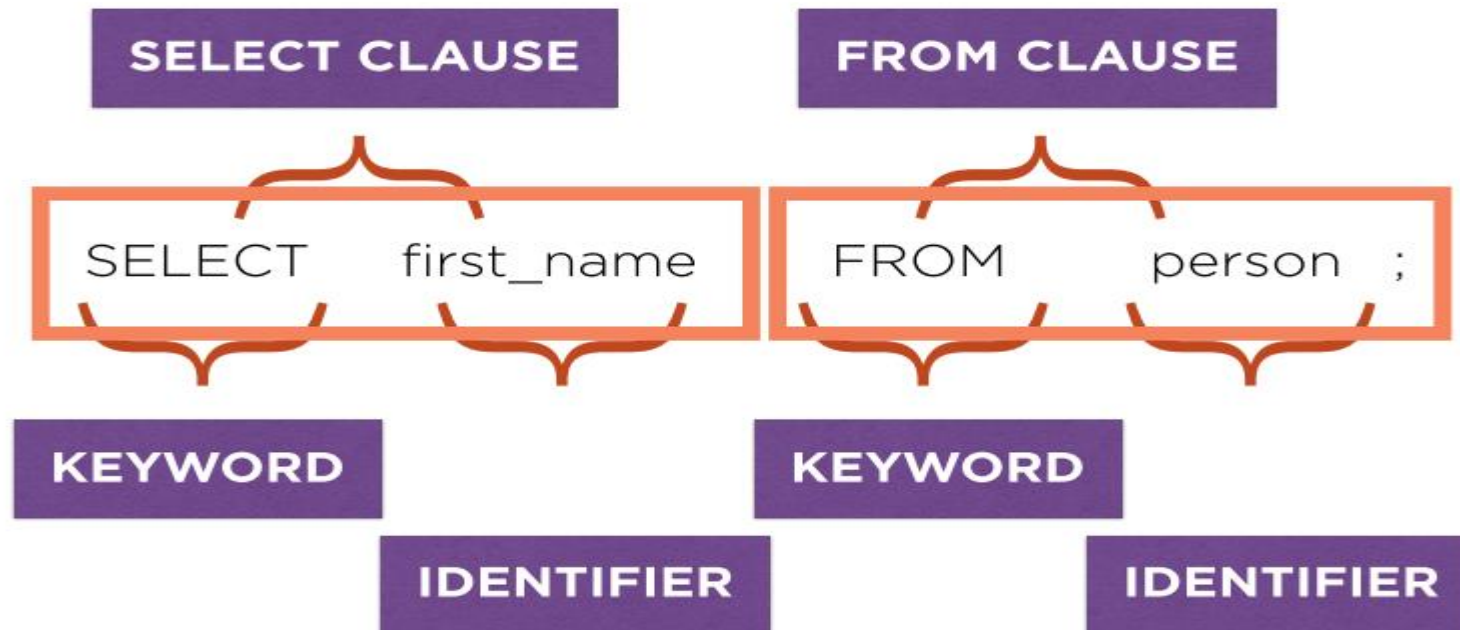 SELECT CLAUSE FROM CLAUSE
SELECT first_name FROM person ;
KEYWORD KEYWORD
IDENTIFIER IDENTIFIER